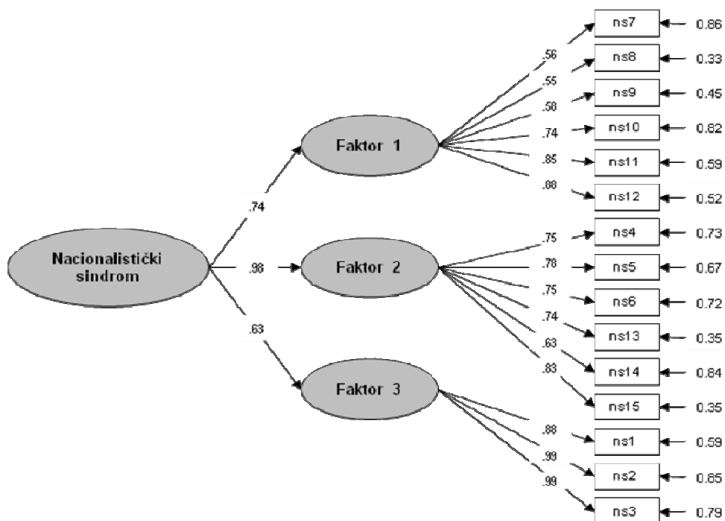 ns7
0.86
.56
ns8
0.33
.55
ns9
0.45
.58
ns10
0.82
.74
Faktor 1
ns11
0.59
.85
ns12
0.52
.88
.74
ns4
0.73
.75
Nacionalistički
sindrom
.98
Faktor 2
ns5
0.67
.78
ns6
0.72
.75
ns13
0.35
.74
.63
ns14
0.84
.63
ns15
0.35
.83
Faktor 3
ns1
0.59
.88
ns2
0.85
.99
ns3
0.79
.99